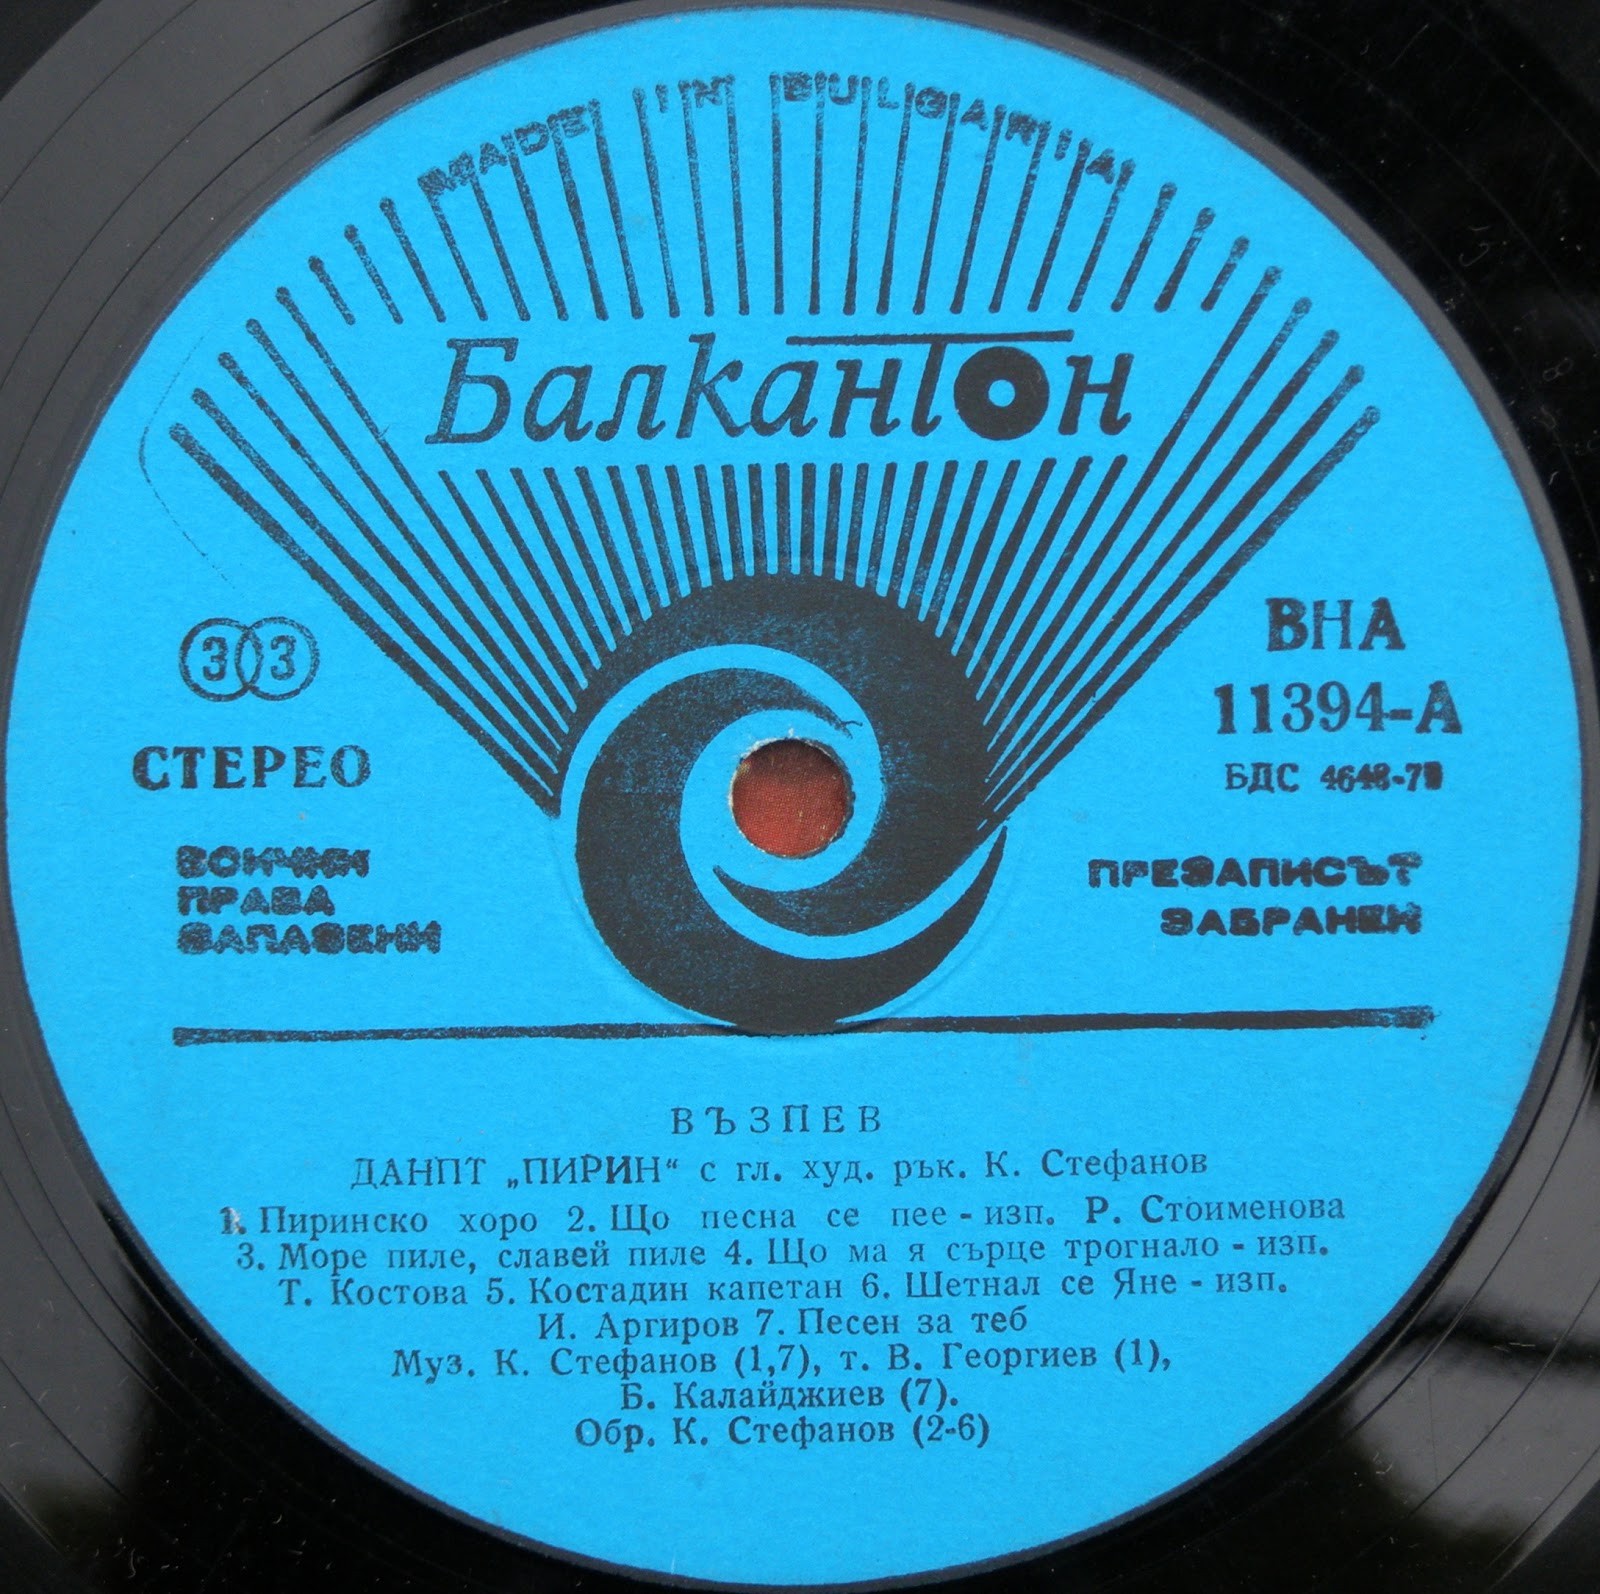 MADE IN BULGARIA
Балкантон
33
СТЕРЕО
ВСИЧКИ
ПРАВА
ЗАПАЗЕНИ
ВНА
11394-А
БДС
ПРЕЗАПИСЪТ
ЗАБРАНЕН
ВЪЗПЕВ
ДАНПТ „ПИРИН“ с гл. худ. рък. К. Стефанов
1. Пиринско хоро 2. Що песна се пее - изп. Р. Стоименова
3. Море пиле, славей пиле 4. Що ма я сърце трогнало - изп.
Т. Костова 5. Костадин капетан 6. Шетнал се Яне - изп.
И. Аргиров 7. Песен за теб
Муз. К. Стефанов (1,7), т. В. Георгиев (1),
Б. Калайджиев (7).
Обр. К. Стефанов (2-6)